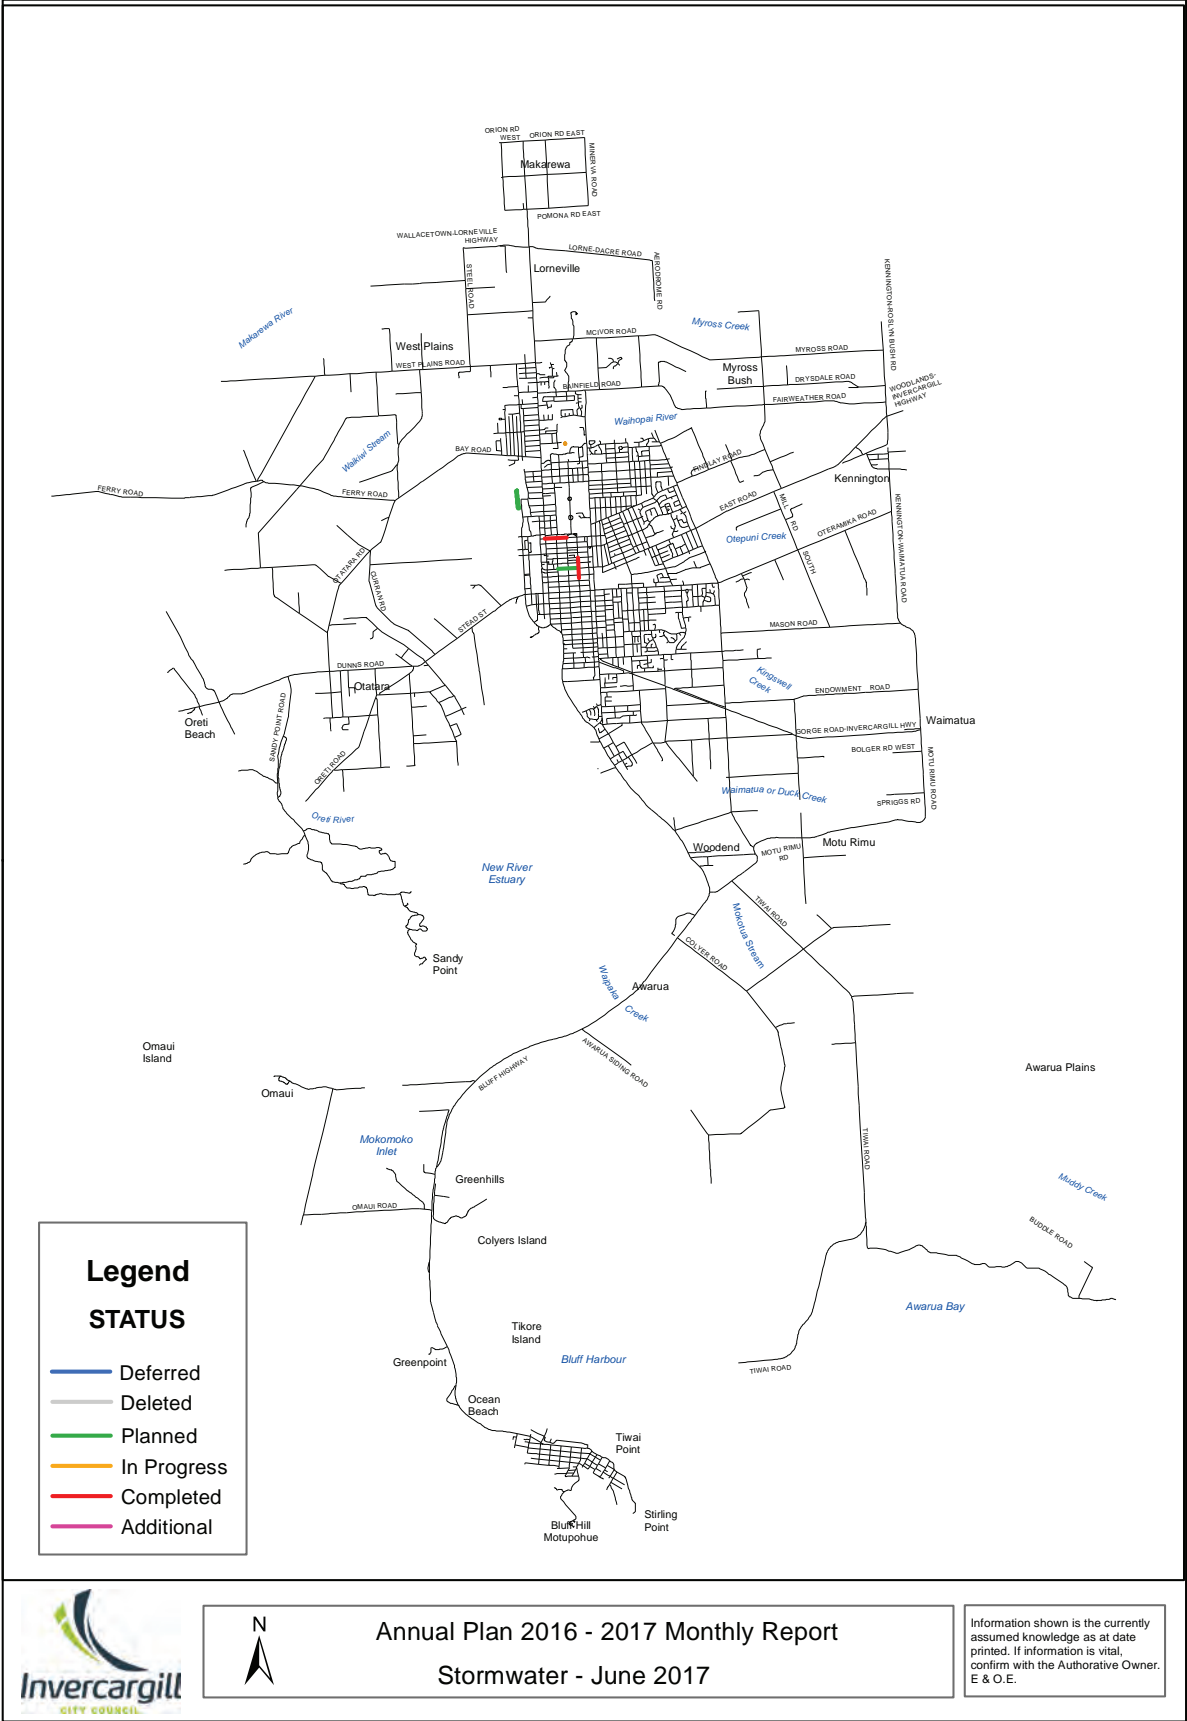 ORION RD
WEST
ORION RD EAST
Makarewa
MINERVA ROAD
POMONA RD EAST
WALLACETOWN-LORNEVILLE
HIGHWAY
LORNE-DACRE ROAD
Lorneville
STEEL ROAD
AERODROME RD
KENNINGTON-ROSLYN BUSH RD
Makarewa River
Myross Creek
MCIVOR ROAD
West Plains
MYROSS ROAD
WEST PLAINS ROAD
Myross
Bush
DRYSDALE ROAD
BAINFIELD ROAD
FAIRWEATHER ROAD
WOODLANDS-
INVERCARGILL
HIGHWAY
Waihopai River
Waikiwi Stream
BAY ROAD
FINDLAY ROAD
Kennington
FERRY ROAD
FERRY ROAD
EAST ROAD
MILL RD
OTERAMIKA ROAD
KENNINGTON-WAIMATUA ROAD
Otepuni Creek
SOUTH
OTATARA RD
CURRAN RD
STEAD ST
MASON ROAD
DUNNS ROAD
Otatara
Kingswell
Creek
ENDOWMENT ROAD
SANDY POINT ROAD
Oreti
Beach
Waimatua
GORGE ROAD-INVERCARGILL HWY
BOLGER RD WEST
ORETI ROAD
MOTU RIMU ROAD
Waimatua or Duck Creek
SPRIGGS RD
Oreti River
Woodend
MOTU RIMU
RD
Motu Rimu
New River
Estuary
TIWAI ROAD
Mokotua Stream
COLYER ROAD
Sandy
Point
Waipaka
Creek
Awarua
Omaui
Island
AWARUA SIDING ROAD
BLUFF HIGHWAY
Awarua Plains
Omaui
Mokomoko
Inlet
TIWAI ROAD
Greenhills
Muddy Creek
OMAUI ROAD
BUDDLE ROAD
Colyers Island
Awarua Bay
Tikore
Island
Greenpoint
Bluff Harbour
TIWAI ROAD
Ocean
Beach
Tiwai
Point
Stirling
Point
Bluff Hill
Motupohue
Legend
STATUS
Deferred
Deleted
Planned
In Progress
Completed
Additional
Invercargill
CITY COUNCIL
N
Annual Plan 2016 - 2017 Monthly Report
Stormwater - June 2017
Information shown is the currently
assumed knowledge as at date
printed. If information is vital,
confirm with the Authorative Owner.
E & O.E.